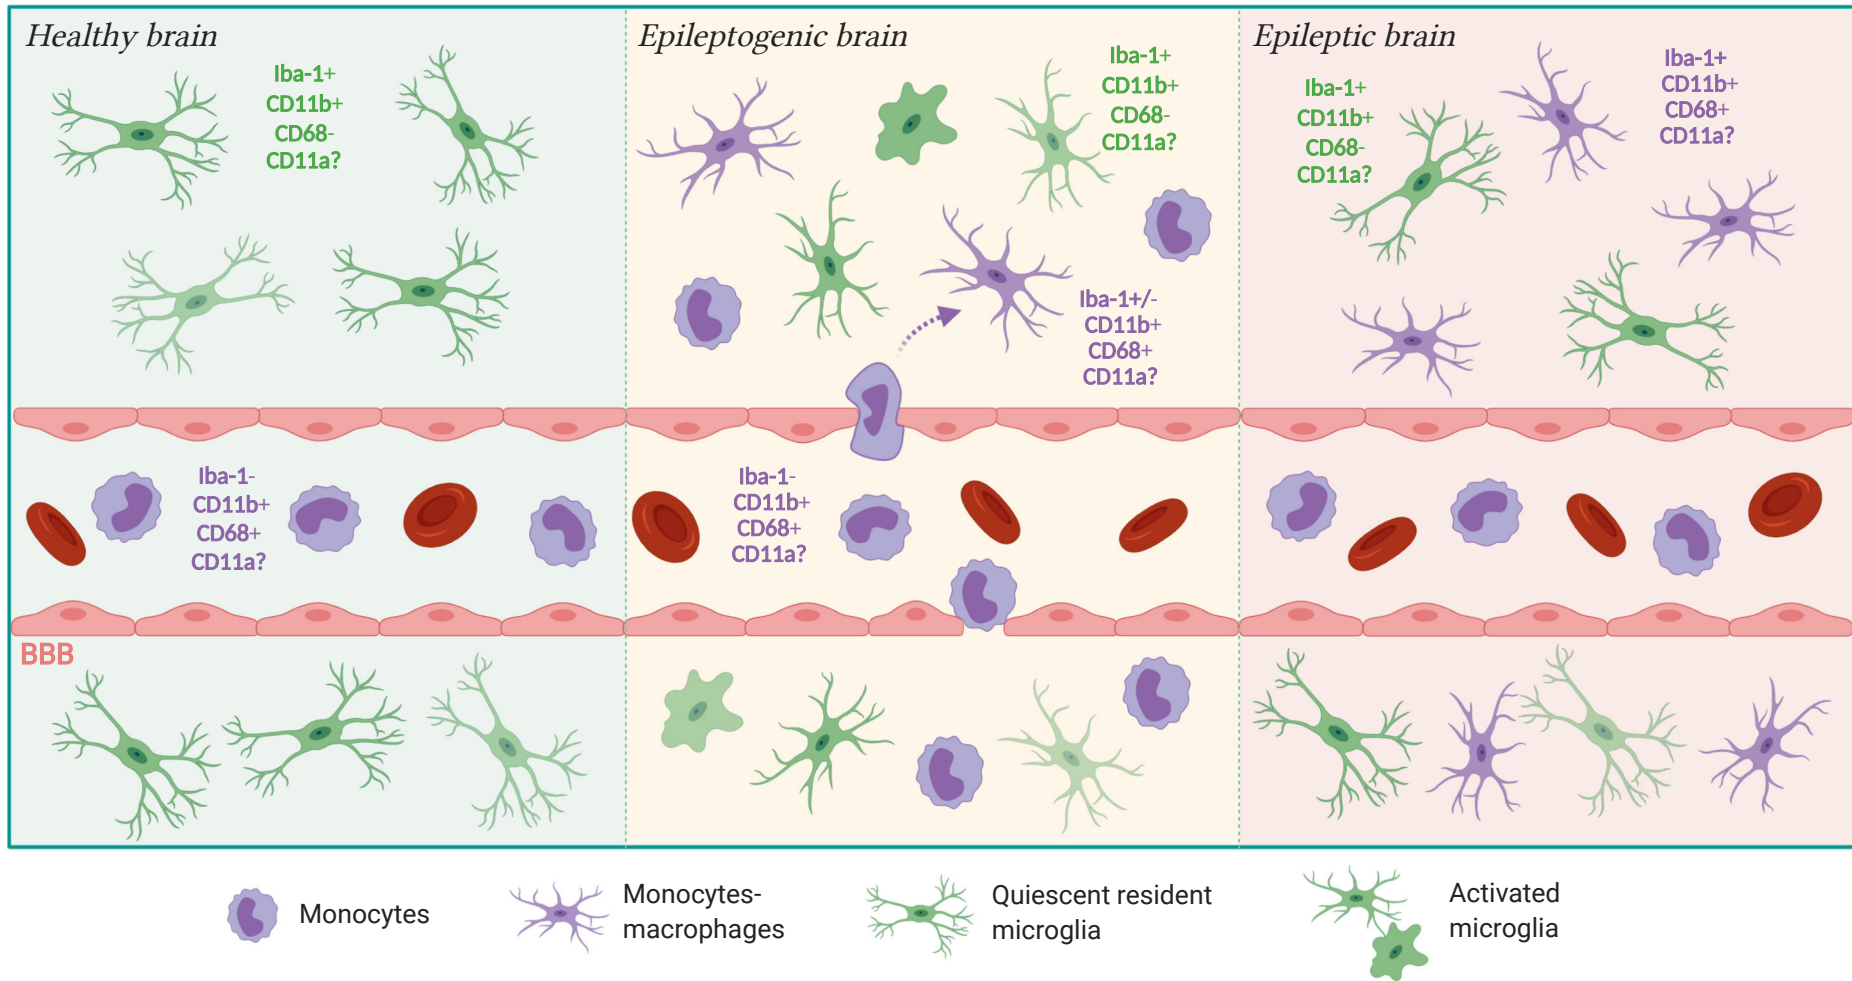 Healthy brain
Iba-1+
CD11b+
CD68-
CD11a?
Iba-1-
CD11b+
CD68+
CD11a?
BBB
Epileptogenic brain
Iba-1+
CD11b+
CD68-
CD11a?
Iba-1+/-
CD11b+
CD68+
CD11a?
Iba-1-
CD11b+
CD68+
CD11a?
Epileptic brain
Iba-1+
CD11b+
CD68-
CD11a?
Iba-1+
CD11b+
CD68+
CD11a?
Monocytes
Monocytes-
macrophages
Quiescent resident
microglia
Activated
microglia